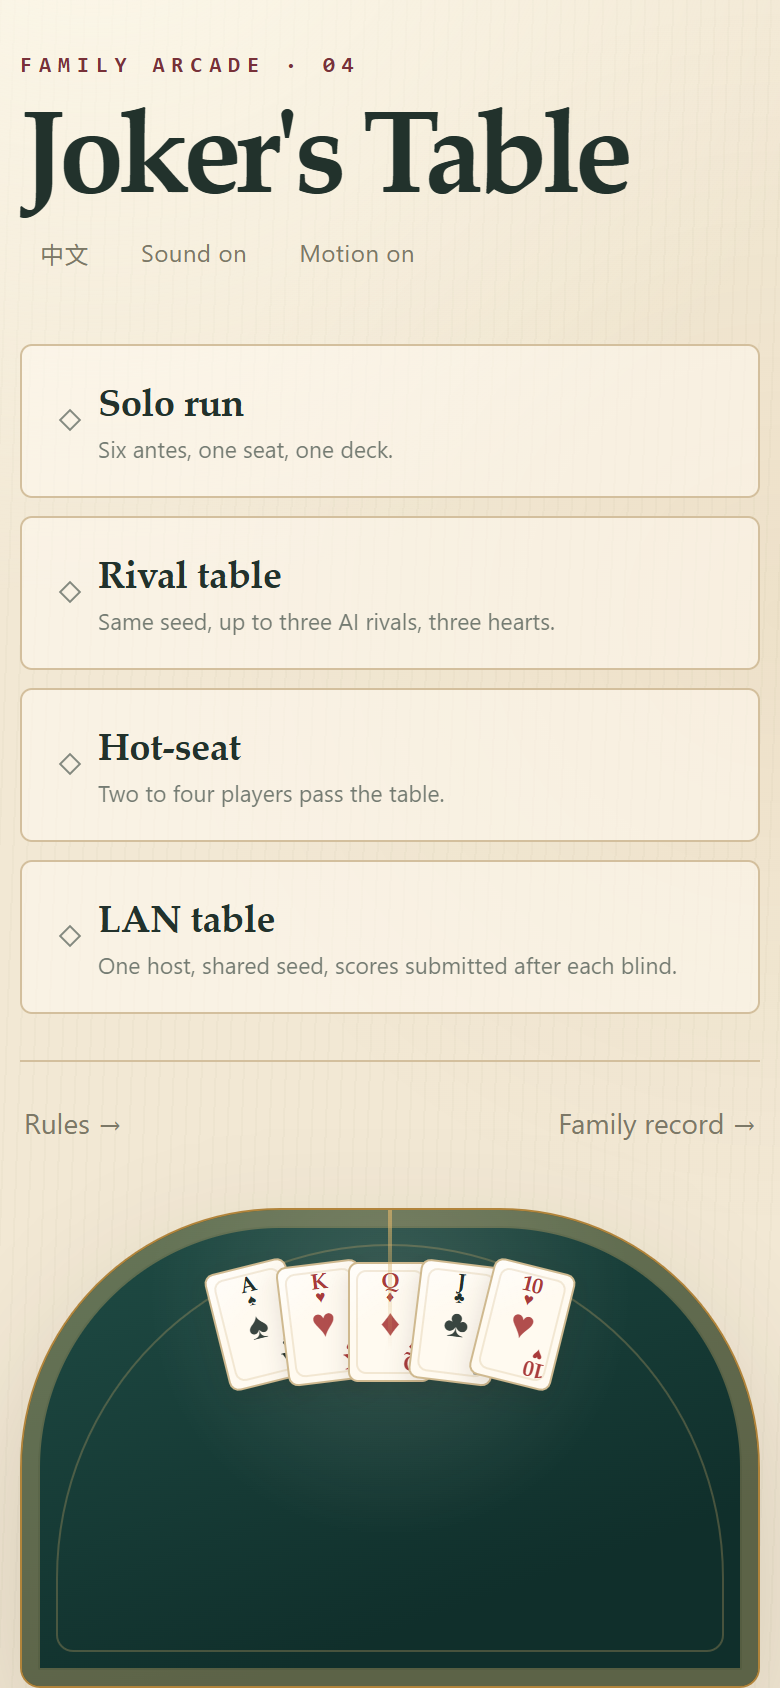 FAMILY ARCADE · 04
Joker's Table
中文 Sound on Motion on
Solo run
Six antes, one seat, one deck.
Rival table
Same seed, up to three AI rivals, three hearts.
Hot-seat
Two to four players pass the table.
LAN table
One host, shared seed, scores submitted after each blind.
Rules → Family record →
A♠ K♥ Q♦ J♣ 10♥
♠ ♥ ♦ ♣ ♥
10♥